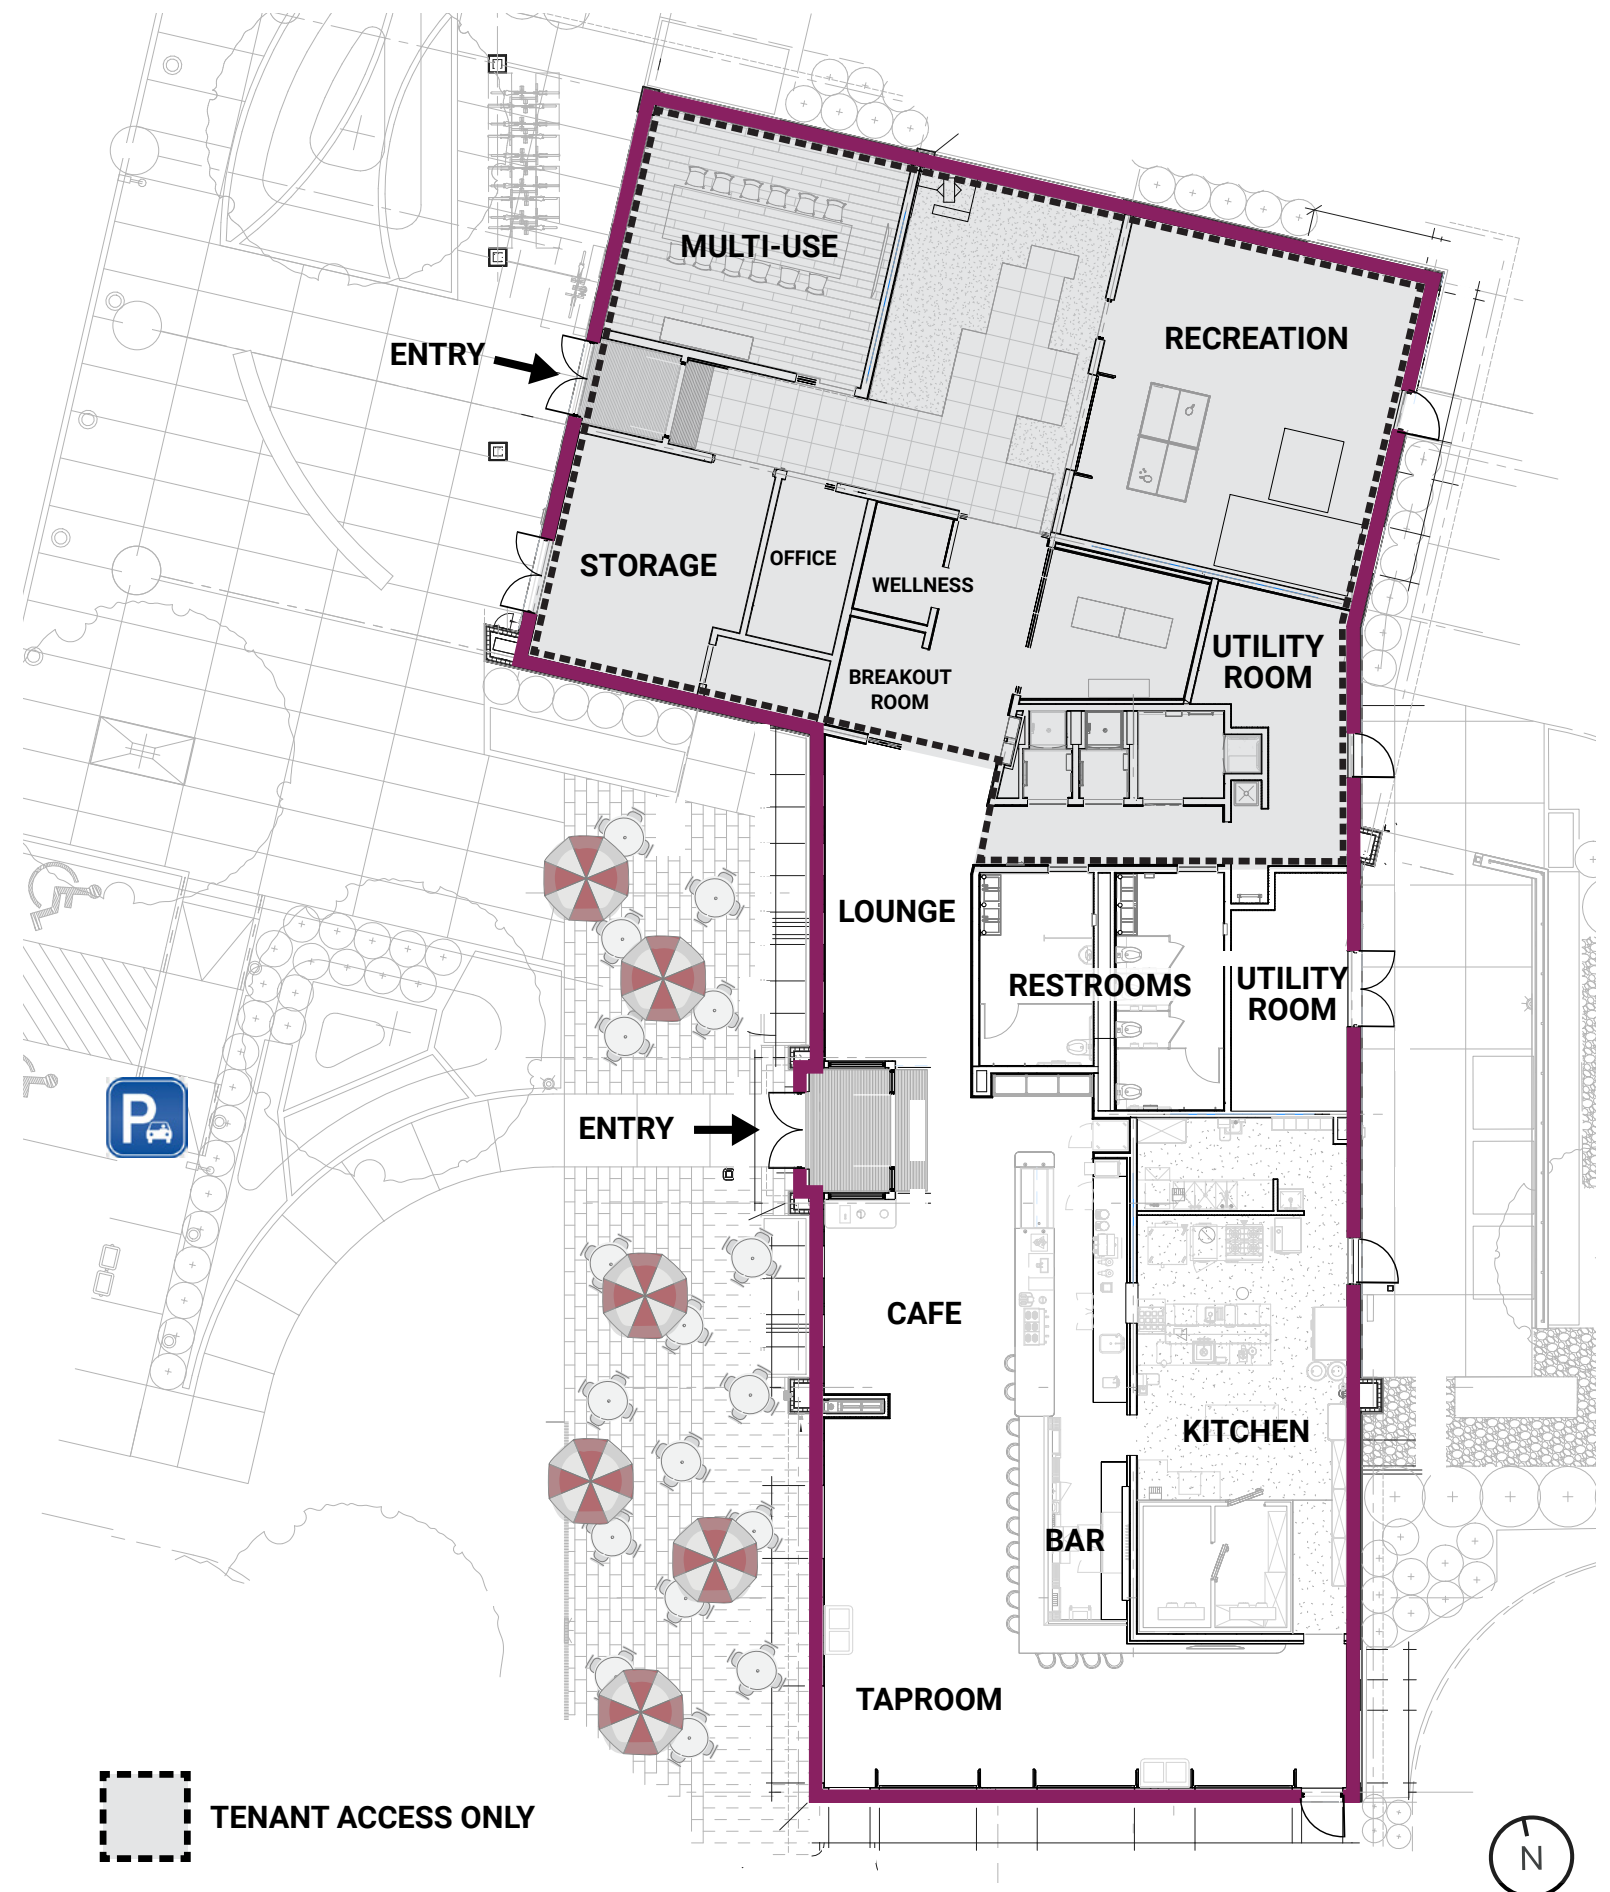 MULTI-USE
RECREATION
ENTRY
STORAGE
OFFICE
WELLNESS
UTILITY
ROOM
BREAKOUT
ROOM
LOUNGE
RESTROOMS
UTILITY
ROOM
P
ENTRY
CAFE
KITCHEN
BAR
TAPROOM
TENANT ACCESS ONLY
N